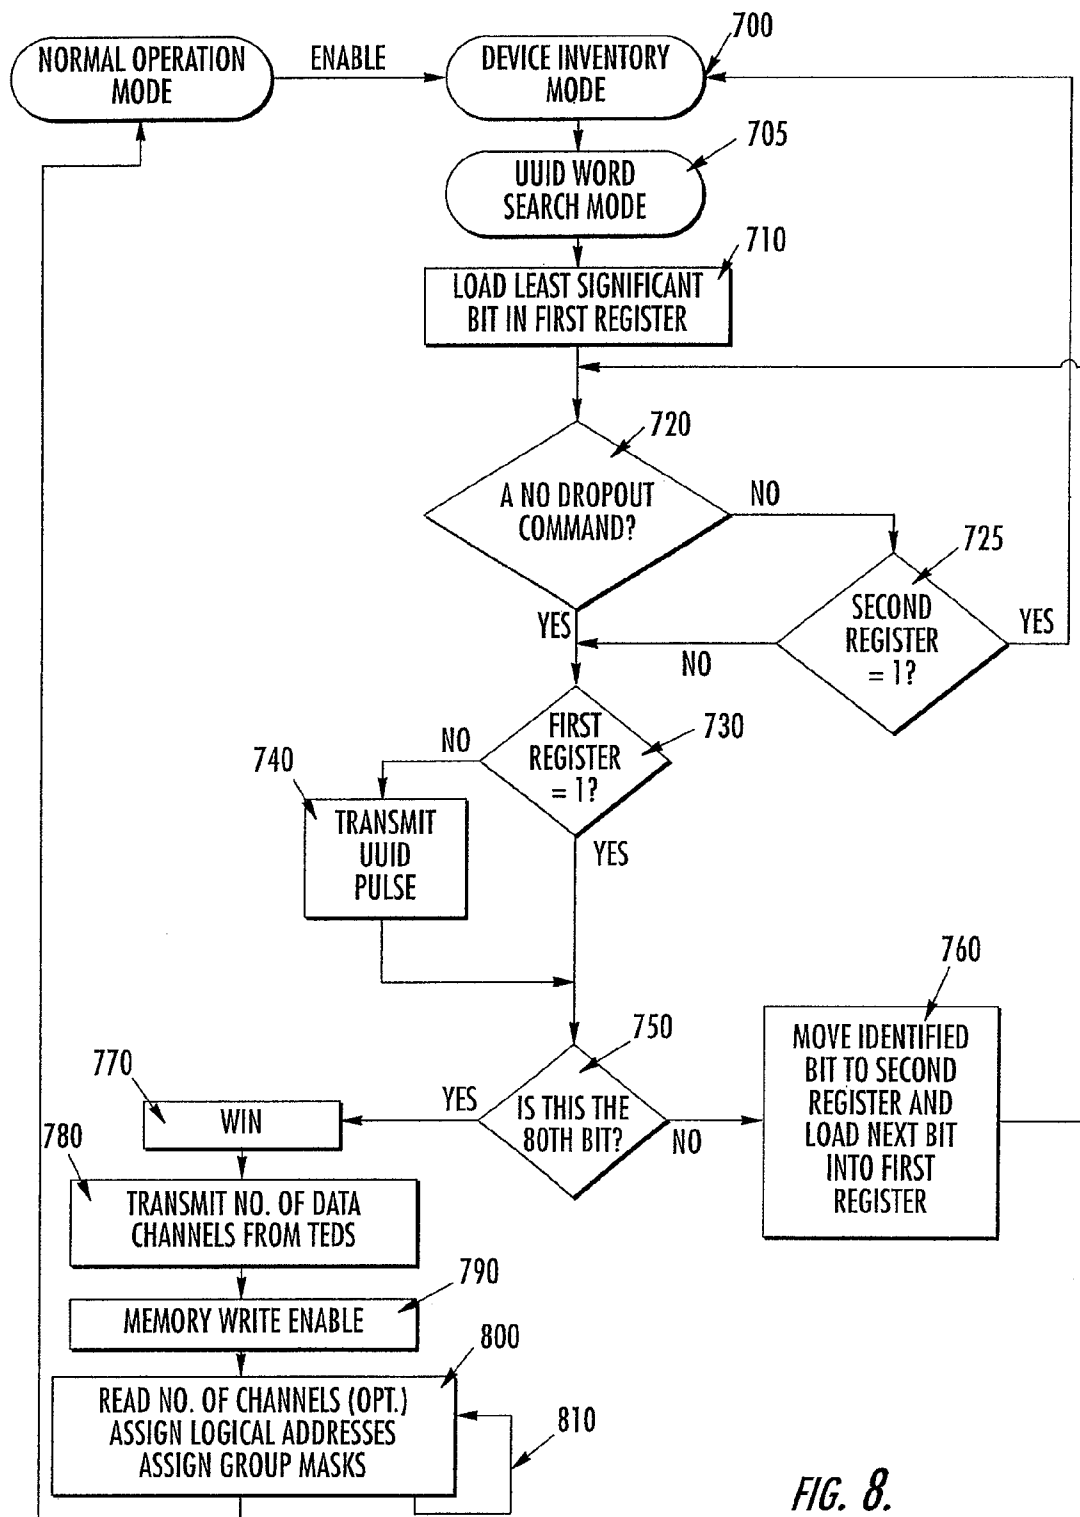 700
NORMAL OPERATION
MODE
ENABLE
DEVICE INVENTORY
MODE
705
UUID WORD
SEARCH MODE
710
LOAD LEAST SIGNIFICANT
BIT IN FIRST REGISTER
720
A NO DROPOUT
COMMAND?
NO
725
SECOND
REGISTER
= 1?
YES
YES
NO
730
FIRST
REGISTER
= 1?
NO
740
TRANSMIT
UUID
PULSE
YES
760
MOVE IDENTIFIED
BIT TO SECOND
REGISTER AND
LOAD NEXT BIT
INTO FIRST
REGISTER
750
IS THIS THE
80TH BIT?
YES
NO
770
WIN
780
TRANSMIT NO. OF DATA
CHANNELS FROM TEDS
790
MEMORY WRITE ENABLE
800
READ NO. OF CHANNELS (OPT.)
ASSIGN LOGICAL ADDRESSES
ASSIGN GROUP MASKS
810
FIG. 8.